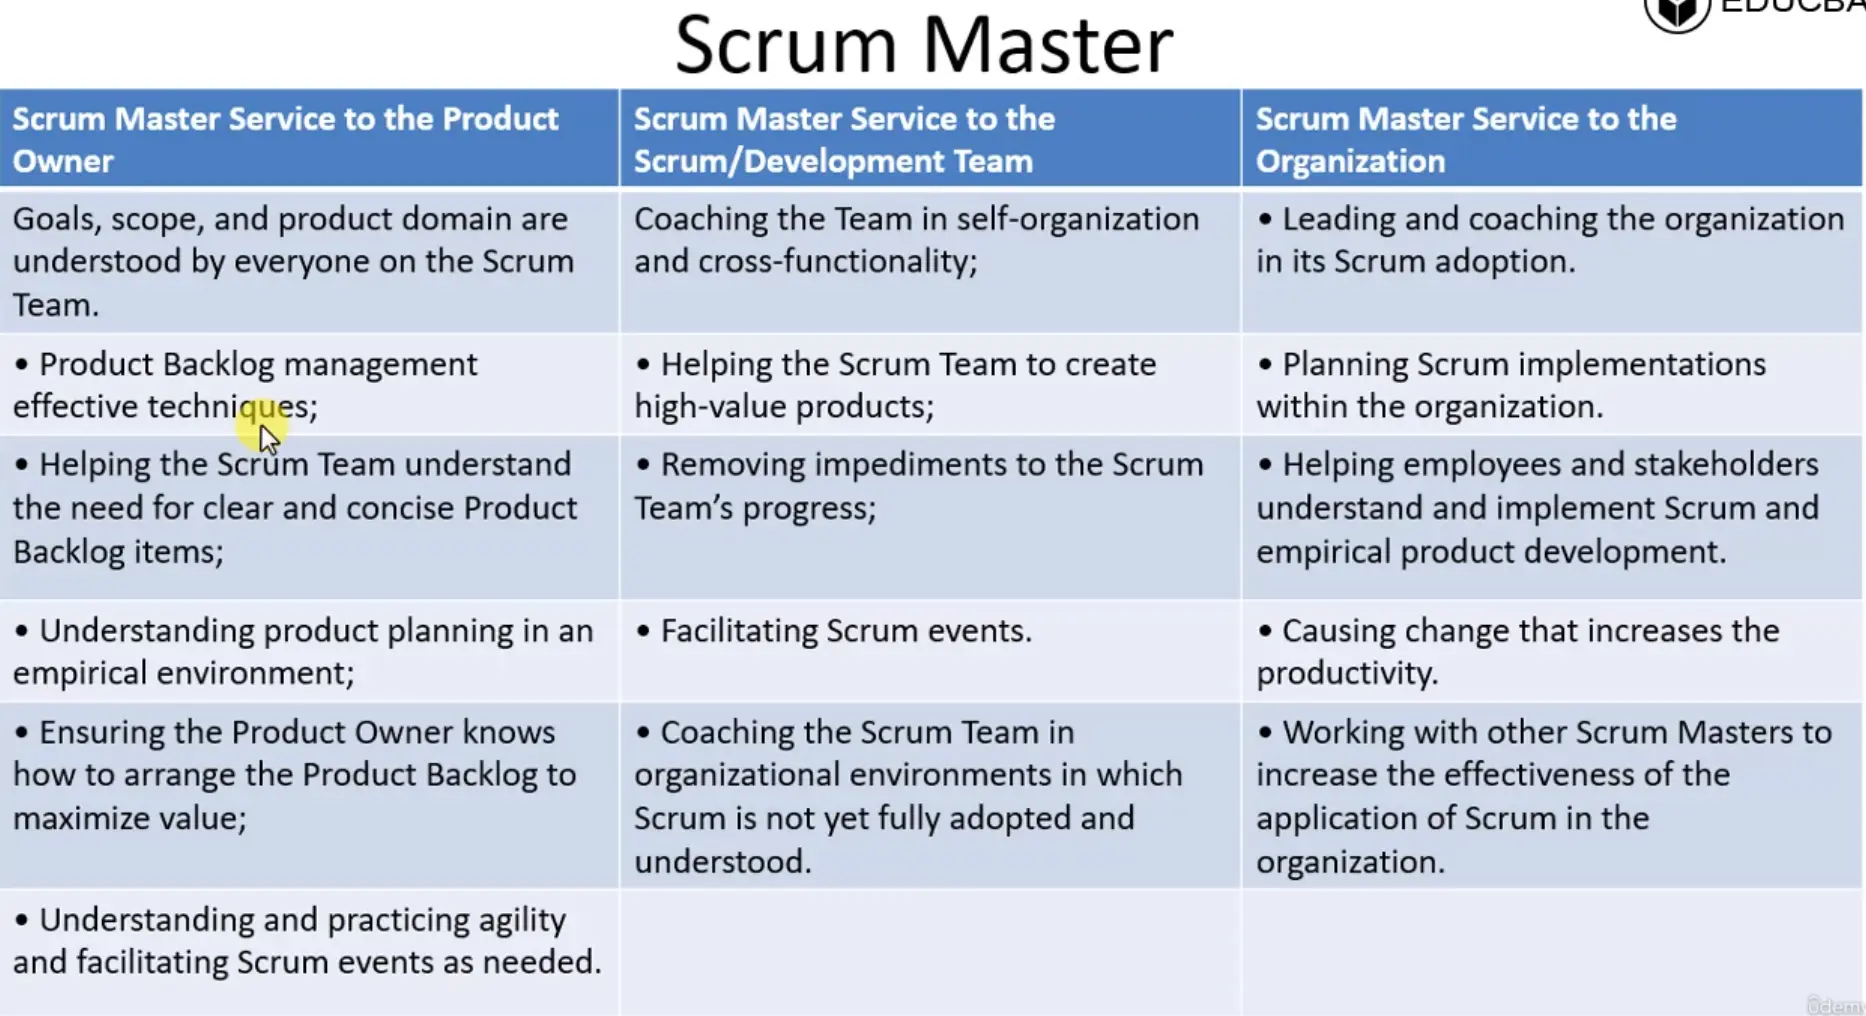 EDUCBA
Scrum Master
Scrum Master Service to the Product
Owner
Scrum Master Service to the
Scrum/Development Team
Scrum Master Service to the
Organization
Goals, scope, and product domain are
understood by everyone on the Scrum
Team.
Coaching the Team in self-organization
and cross-functionality;
• Leading and coaching the organization
in its Scrum adoption.
• Product Backlog management
effective techniques;
• Helping the Scrum Team to create
high-value products;
• Planning Scrum implementations
within the organization.
• Helping the Scrum Team understand
the need for clear and concise Product
Backlog items;
• Removing impediments to the Scrum
Team’s progress;
• Helping employees and stakeholders
understand and implement Scrum and
empirical product development.
• Understanding product planning in an
empirical environment;
• Facilitating Scrum events.
• Causing change that increases the
productivity.
• Ensuring the Product Owner knows
how to arrange the Product Backlog to
maximize value;
• Coaching the Scrum Team in
organizational environments in which
Scrum is not yet fully adopted and
understood.
• Working with other Scrum Masters to
increase the effectiveness of the
application of Scrum in the
organization.
• Understanding and practicing agility
and facilitating Scrum events as needed.